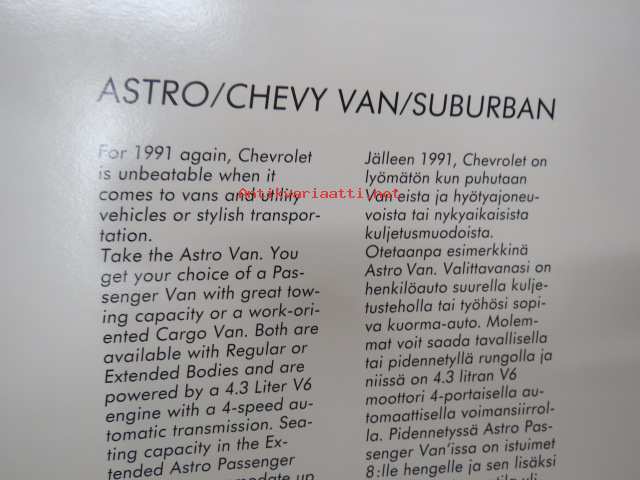 ASTRO/CHEVY VAN/SUBURBAN
For 1991 again, Chevrolet
is unbeatable when it
comes to vans and utility
vehicles or stylish transpor-
tation.
Take the Astro Van. You
get your choice of a Pas-
senger Van with great tow-
ing capacity or a work-ori-
ented Cargo Van. Both are
available with Regular or
Extended Bodies and are
powered by a 4.3 Liter V6
engine with a 4-speed au-
tomatic transmission. Sea-
ting capacity in the Ex-
tended Astro Passenger
Jälleen 1991, Chevrolet on
lyömätön kun puhutaan
Van'eista ja hyötyajoneu-
voista tai nykyaikaisista
kuljetusmuodoista.
Otetaanpa esimerkkinä
Astro Van. Valittavanasi on
henkilöauto suurella kulje-
tusteholla tai työhösi sopi-
va kuorma-auto. Molem-
mat voit saada tavallisella
tai pidennetyllä rungolla ja
niissä on 4.3 litran V6
moottori 4-portaisella au-
tomaattisella voimansiirrol-
la. Pidennetyssä Astro Pas-
senger Van'issa on istuimet
8:lle hengelle ja sen lisäksi
Antikvariaatti.net